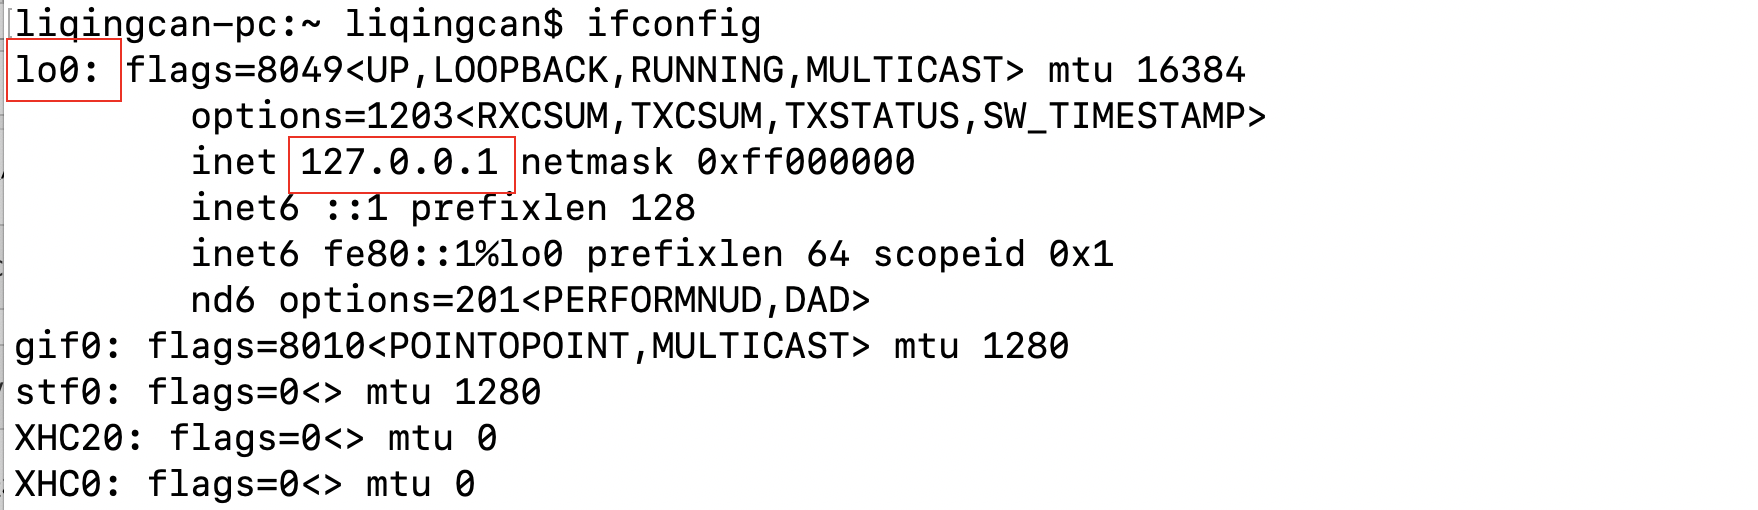 liqingcan-pc:~ liqingcan$ ifconfig
lo0: flags=8049<UP,LOOPBACK,RUNNING,MULTICAST> mtu 16384
options=1203<RXCSUM,TXCSUM,TXSTATUS,SW_TIMESTAMP>
inet 127.0.0.1 netmask 0xff000000
inet6 ::1 prefixlen 128
inet6 fe80::1%lo0 prefixlen 64 scopeid 0x1
nd6 options=201<PERFORMNUD,DAD>
gif0: flags=8010<POINTOPOINT,MULTICAST> mtu 1280
stf0: flags=0<> mtu 1280
XHC20: flags=0<> mtu 0
XHC0: flags=0<> mtu 0